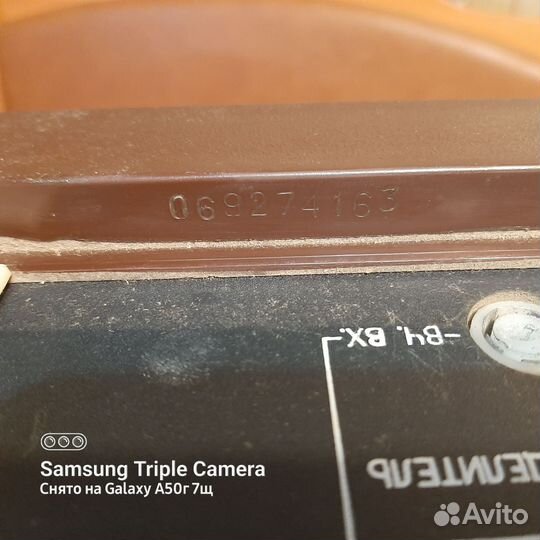 069274163
-ВЧ. ВХ.-
ДЕЛИТЕЛЬ
Samsung Triple Camera
Снято на Galaxy A50г 7щ
Avito